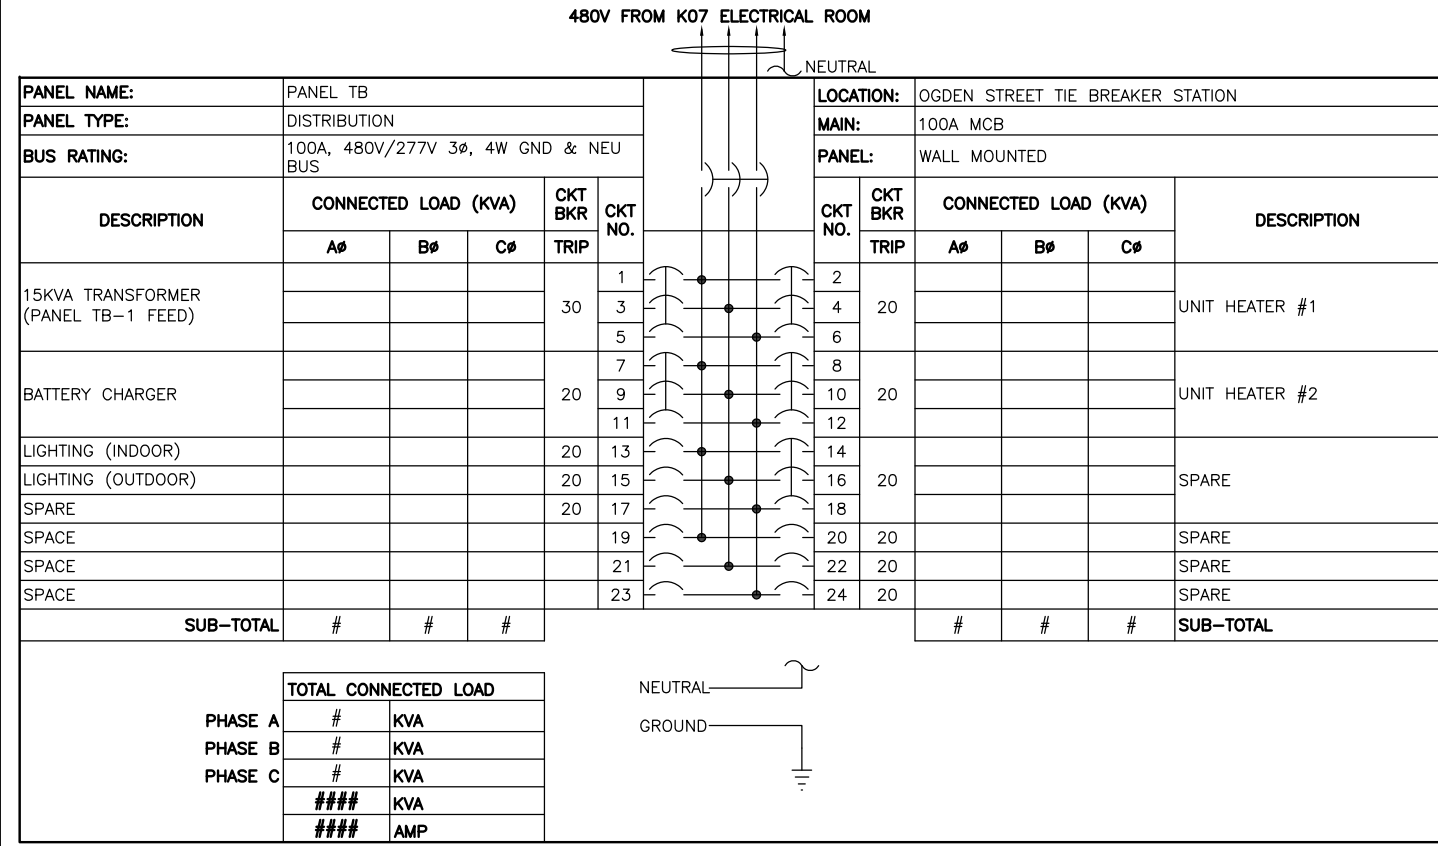 480V FROM K07 ELECTRICAL ROOM
NEUTRAL
PANEL NAME: PANEL TB LOCATION: OGDEN STREET TIE BREAKER STATION
PANEL TYPE: DISTRIBUTION MAIN: 100A MCB
BUS RATING: 100A, 480V/277V 3ø, 4W GND & NEU BUS PANEL: WALL MOUNTED
DESCRIPTION CONNECTED LOAD (KVA) CKT BKR CKT NO. CKT NO. CKT BKR CONNECTED LOAD (KVA) DESCRIPTION
Aø Bø Cø TRIP TRIP Aø Bø Cø
15KVA TRANSFORMER (PANEL TB-1 FEED) 30 1 2 20 UNIT HEATER #1
3 4
5 6
BATTERY CHARGER 20 7 8 20 UNIT HEATER #2
9 10
11 12
LIGHTING (INDOOR) 20 13 14
LIGHTING (OUTDOOR) 20 15 16 20 SPARE
SPARE 20 17 18
SPACE 19 20 20 SPARE
SPACE 21 22 20 SPARE
SPACE 23 24 20 SPARE
SUB-TOTAL # # # # # # SUB-TOTAL
TOTAL CONNECTED LOAD
PHASE A # KVA
PHASE B # KVA
PHASE C # KVA
#### KVA
#### AMP
NEUTRAL
GROUND